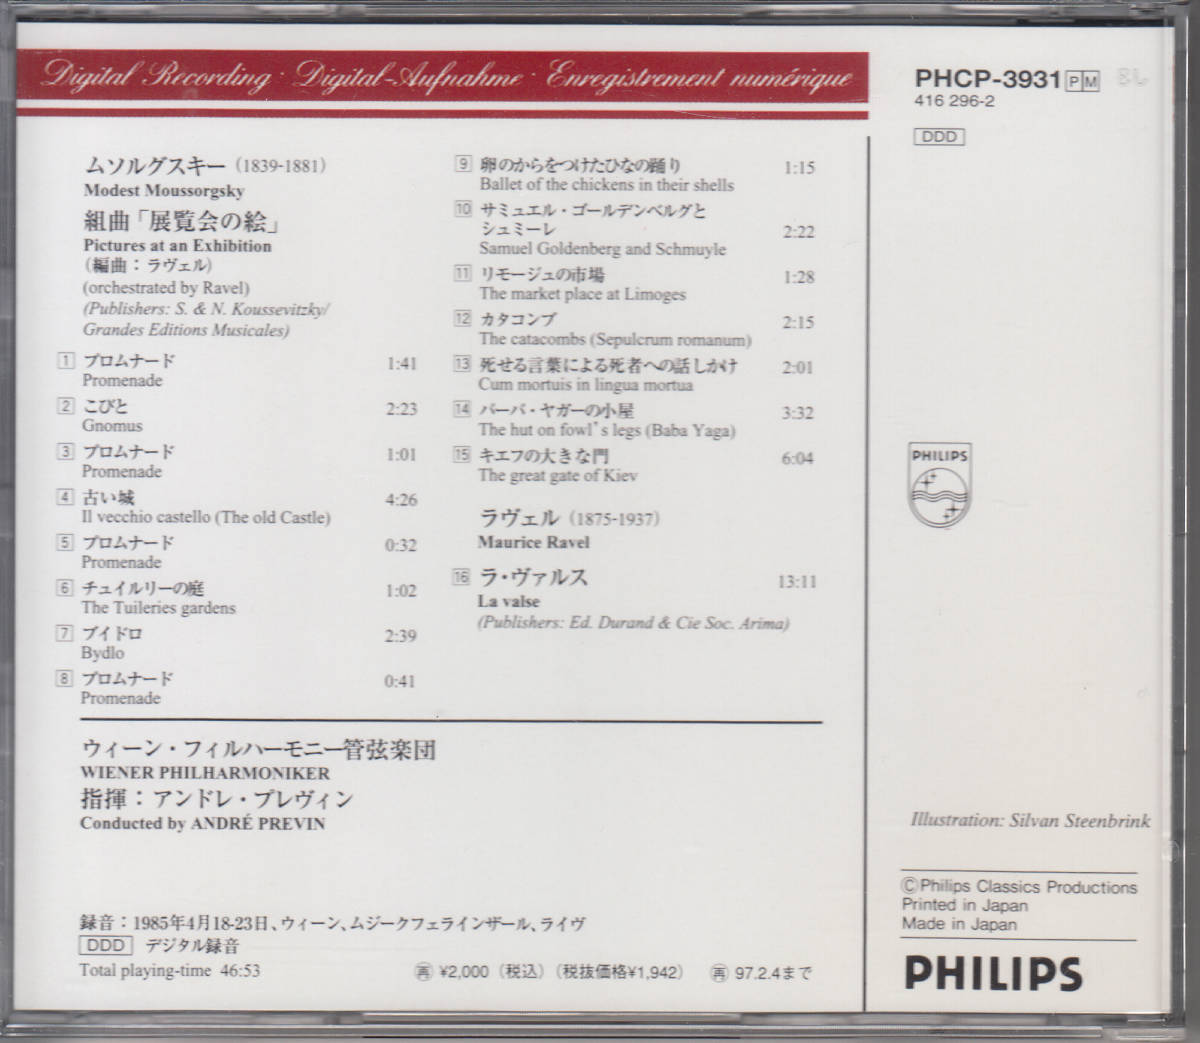 Digital Recording · Digital-Aufnahme · Enregistrement numérique
PHCP-3931 PM
416 296-2
DDD
ムソルグスキー (1839-1881)
Modest Moussorgsky
組曲「展覧会の絵」
Pictures at an Exhibition
(編曲：ラヴェル)
(orchestrated by Ravel)
(Publishers: S. & N. Koussevitzky/
Grandes Editions Musicales)
1 プロムナード 1:41
Promenade
2 こびと 2:23
Gnomus
3 プロムナード 1:01
Promenade
4 古い城 4:26
Il vecchio castello (The old Castle)
5 プロムナード 0:32
Promenade
6 チュイルリーの庭 1:02
The Tuileries gardens
7 ブイドロ 2:39
Bydlo
8 プロムナード 0:41
Promenade
9 卵のからをつけたひなの踊り 1:15
Ballet of the chickens in their shells
10 サミュエル・ゴールデンベルグと
シュミーレ 2:22
Samuel Goldenberg and Schmuyle
11 リモージュの市場 1:28
The market place at Limoges
12 カタコンブ 2:15
The catacombs (Sepulcrum romanum)
13 死せる言葉による死者への話しかけ 2:01
Cum mortuis in lingua mortua
14 バーバ・ヤガーの小屋 3:32
The hut on fowl's legs (Baba Yaga)
15 キエフの大きな門 6:04
The great gate of Kiev
ラヴェル (1875-1937)
Maurice Ravel
16 ラ・ヴァルス 13:11
La valse
(Publishers: Ed. Durand & Cie Soc. Arima)
ウィーン・フィルハーモニー管弦楽団
WIENER PHILHARMONIKER
指揮：アンドレ・プレヴィン
Conducted by ANDRÉ PREVIN
録音：1985年4月18-23日、ウィーン、ムジークフェラインザール、ライヴ
DDD デジタル録音
Total playing-time 46:53
再 ¥2,000 (税込) (税抜価格¥1,942) 再 97.2.4まで
PHILIPS
Illustration: Silvan Steenbrink
©Philips Classics Productions
Printed in Japan
Made in Japan
PHILIPS